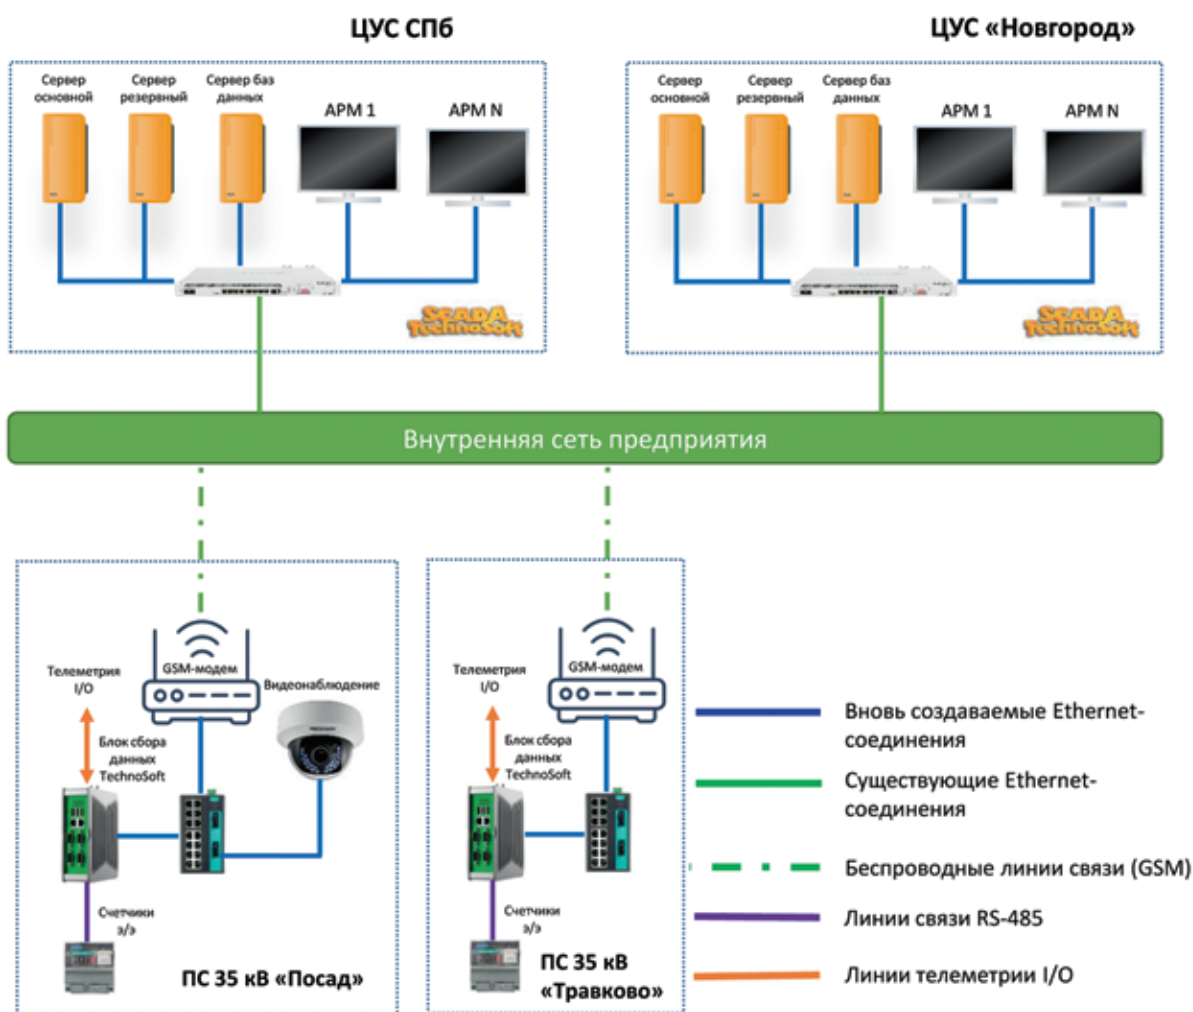 ЦУС СПб
ЦУС «Новгород»
Сервер
основной
Сервер
резервный
Сервер баз
данных
АРМ 1
АРМ N
SCADA
TechnoSoft
Сервер
основной
Сервер
резервный
Сервер баз
данных
АРМ 1
АРМ N
SCADA
TechnoSoft
Внутренняя сеть предприятия
Телеметрия
I/O
GSM-модем
Видеонаблюдение
Блок сбора
данных
TechnoSoft
Счетчики
э/э
ПС 35 кВ «Посад»
Телеметрия
I/O
GSM-модем
Блок сбора
данных
TechnoSoft
Счетчики
э/э
ПС 35 кВ
«Травково»
Вновь создаваемые Ethernet-
соединения
Существующие Ethernet-
соединения
Беспроводные линии связи (GSM)
Линии связи RS-485
Линии телеметрии I/O